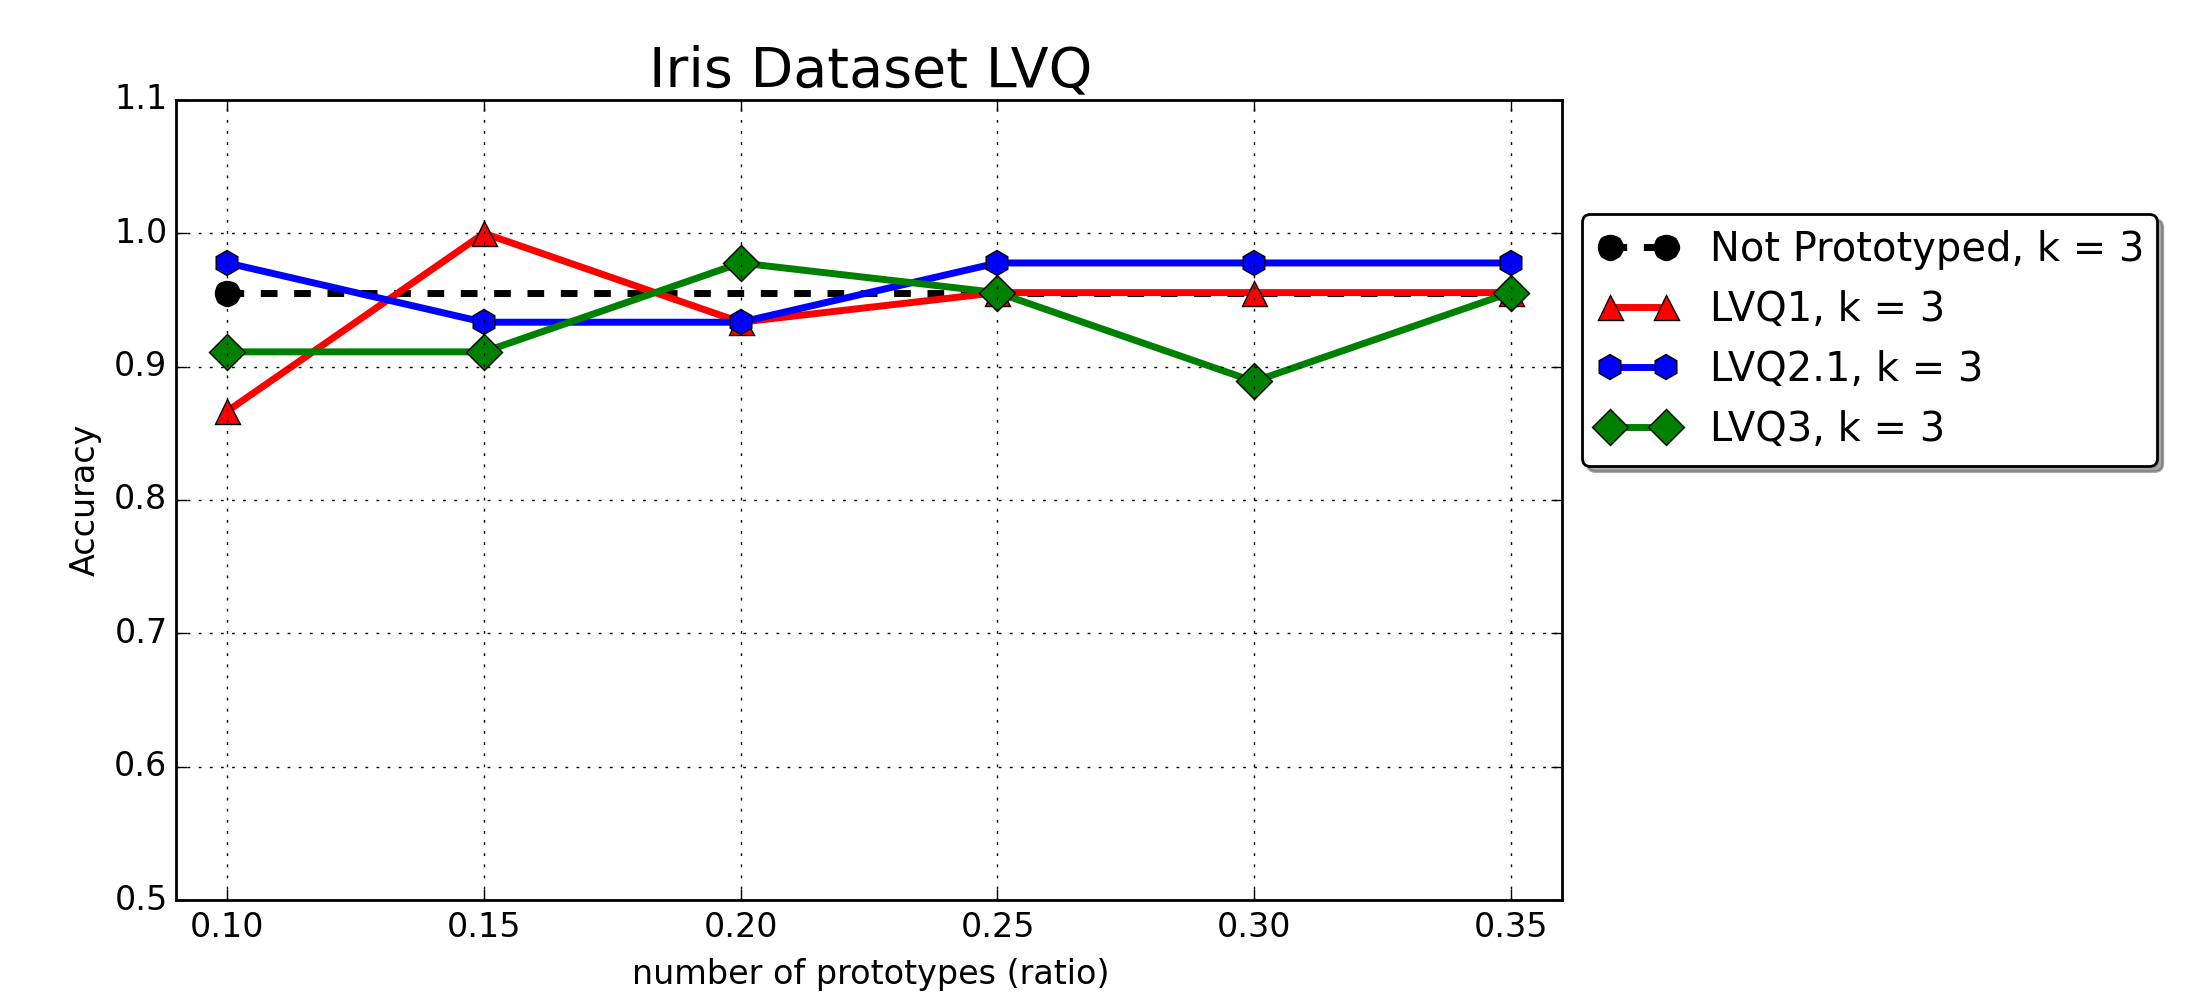 Iris Dataset LVQ
1.1
1.0
0.9
0.8
0.7
0.6
0.5
Accuracy
0.10 0.15 0.20 0.25 0.30 0.35
number of prototypes (ratio)
Not Prototyped, k = 3
LVQ1, k = 3
LVQ2.1, k = 3
LVQ3, k = 3